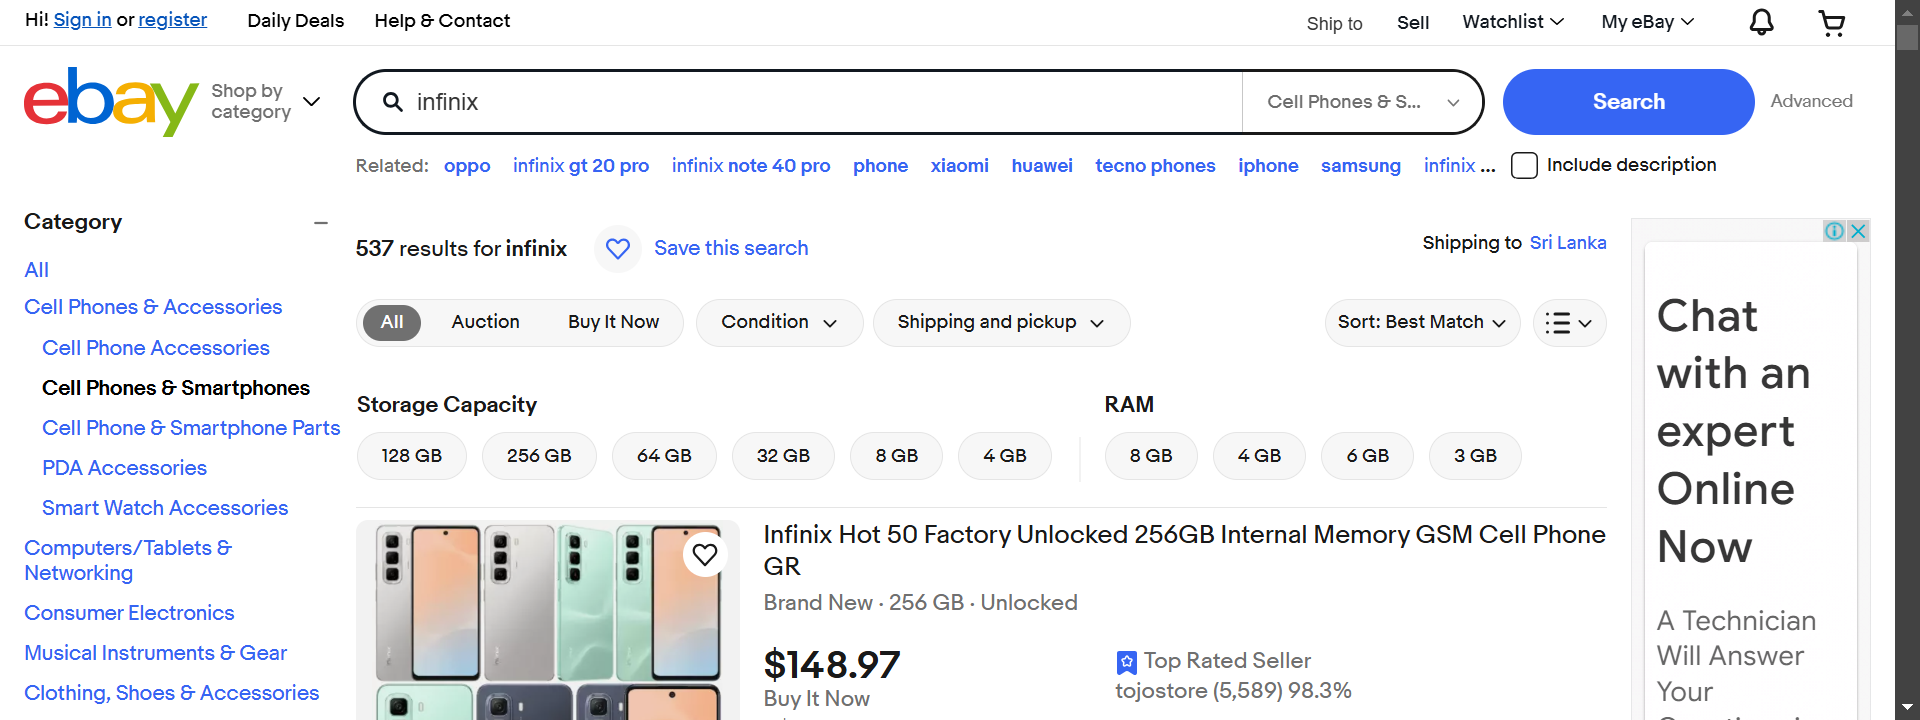 Hi! Sign in or register Daily Deals Help & Contact Ship to Sell Watchlist My eBay
ebay Shop by category infinix Cell Phones & S... Search Advanced
Related: oppo infinix gt 20 pro infinix note 40 pro phone xiaomi huawei tecno phones iphone samsung infinix ... Include description
Category
All
Cell Phones & Accessories
Cell Phone Accessories
Cell Phones & Smartphones
Cell Phone & Smartphone Parts
PDA Accessories
Smart Watch Accessories
Computers/Tablets &
Networking
Consumer Electronics
Musical Instruments & Gear
Clothing, Shoes & Accessories
537 results for infinix Save this search Shipping to Sri Lanka
All Auction Buy It Now Condition Shipping and pickup Sort: Best Match
Storage Capacity RAM
128 GB 256 GB 64 GB 32 GB 8 GB 4 GB 8 GB 4 GB 6 GB 3 GB
Infinix Hot 50 Factory Unlocked 256GB Internal Memory GSM Cell Phone
GR
Brand New · 256 GB · Unlocked
$148.97
Buy It Now
Top Rated Seller
tojostore (5,589) 98.3%
Chat
with an
expert
Online
Now
A Technician
Will Answer
Your